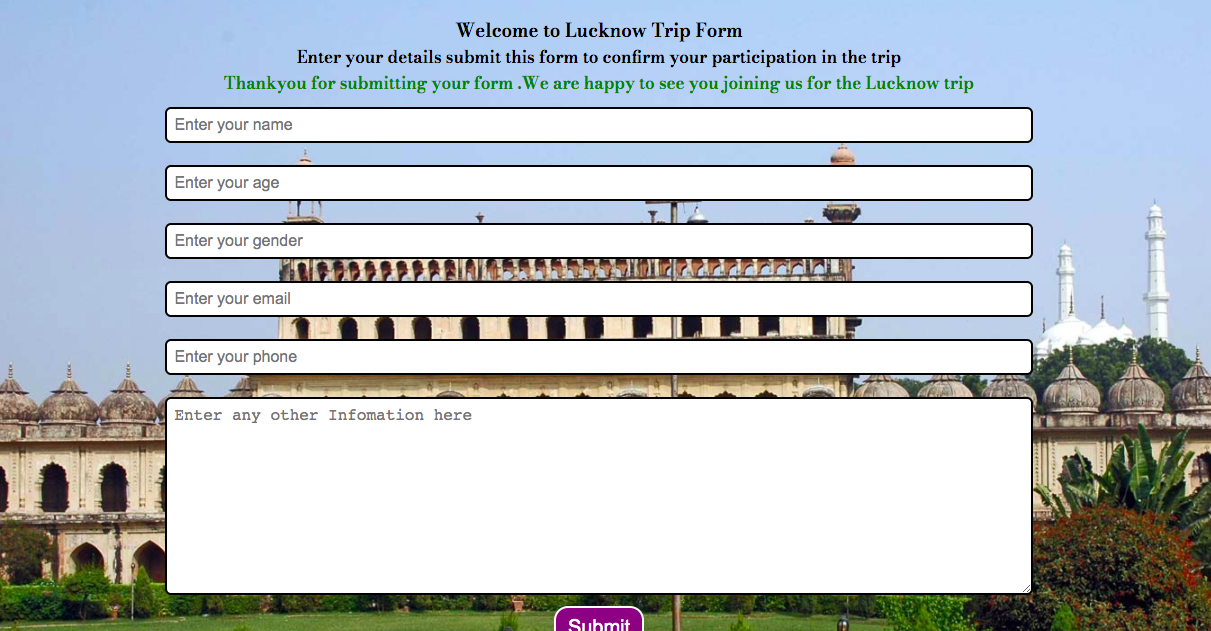 Welcome to Lucknow Trip Form
Enter your details submit this form to confirm your participation in the trip
Thankyou for submitting your form .We are happy to see you joining us for the Lucknow trip
Enter your name
Enter your age
Enter your gender
Enter your email
Enter your phone
Enter any other Infomation here
Submit